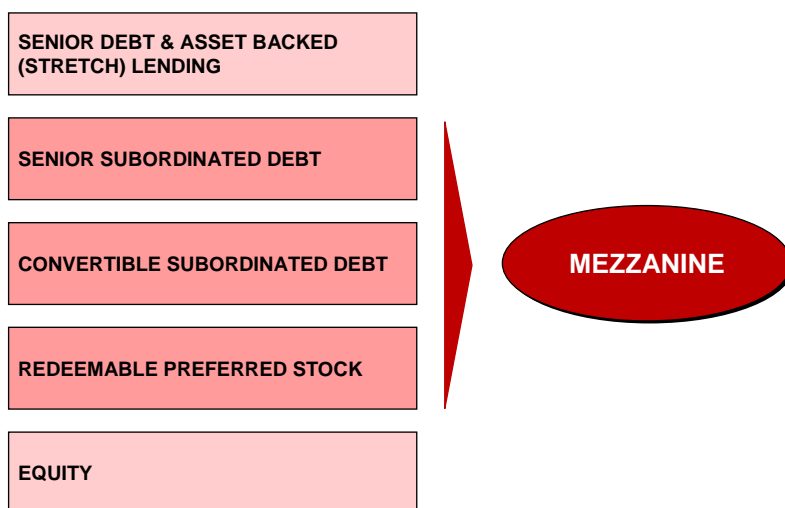 SENIOR DEBT & ASSET BACKED
(STRETCH) LENDING
SENIOR SUBORDINATED DEBT
CONVERTIBLE SUBORDINATED DEBT
MEZZANINE
REDEEMABLE PREFERRED STOCK
EQUITY